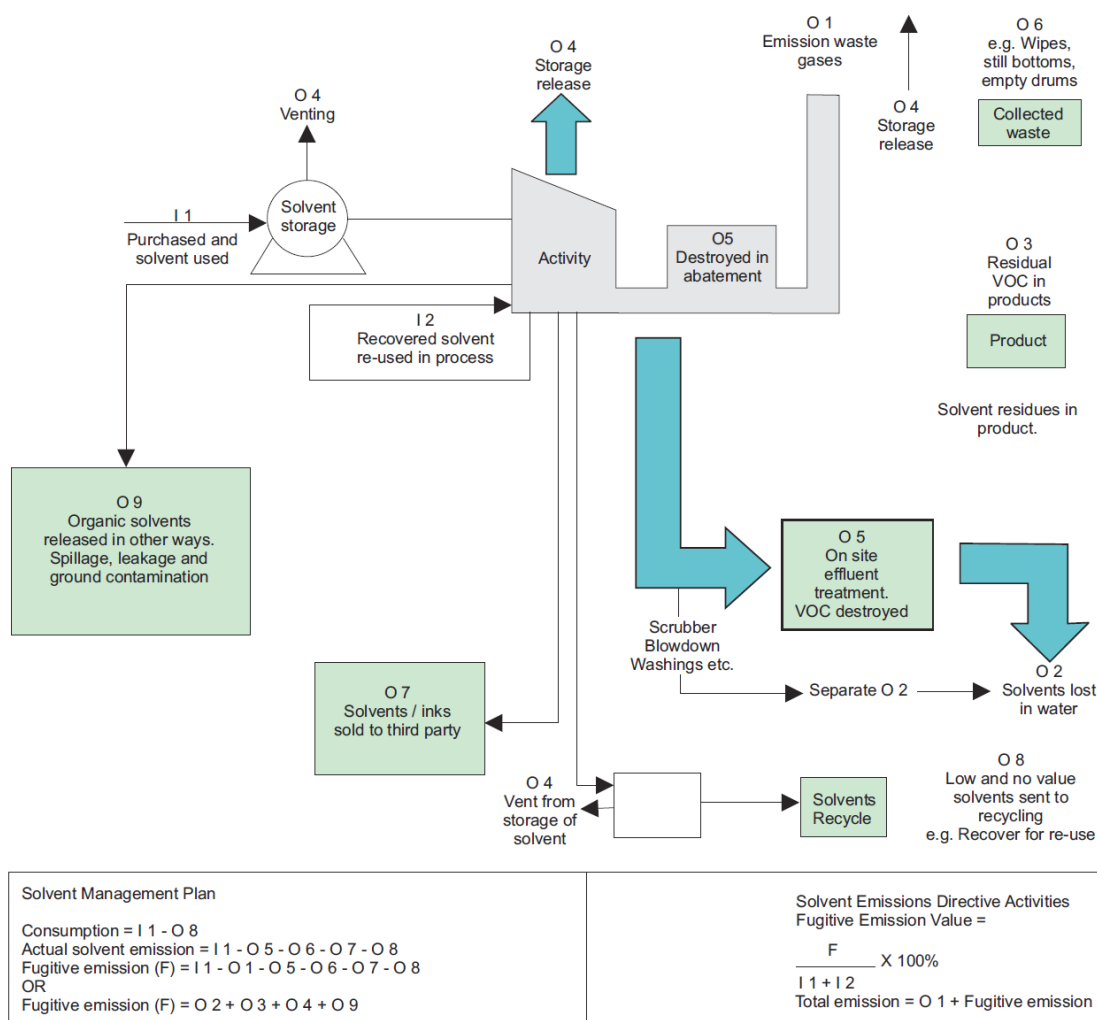 O 4
Storage
release
O 1
Emission waste
gases
O 6
e.g. Wipes,
still bottoms,
empty drums
Collected
waste
O 4
Storage
release
O 4
Venting
Solvent
storage
I 1
Purchased and
solvent used
Activity
O5
Destroyed in
abatement
O 3
Residual
VOC in
products
Product
Solvent residues in
product.
I 2
Recovered solvent
re-used in process
O 9
Organic solvents
released in other ways.
Spillage, leakage and
ground contamination
O 5
On site
effluent
treatment.
VOC destroyed
Scrubber
Blowdown
Washings etc.
Separate O 2
O 2
Solvents lost
in water
O 7
Solvents / inks
sold to third party
O 4
Vent from
storage of
solvent
Solvents
Recycle
O 8
Low and no value
solvents sent to
recycling
e.g. Recover for re-use
Solvent Management Plan
Consumption = I 1 - O 8
Actual solvent emission = I 1 - O 5 - O 6 - O 7 - O 8
Fugitive emission (F) = I 1 - O 1 - O 5 - O 6 - O 7 - O 8
OR
Fugitive emission (F) = O 2 + O 3 + O 4 + O 9
Solvent Emissions Directive Activities
Fugitive Emission Value =
F
X 100%
I 1 + I 2
Total emission = O 1 + Fugitive emission